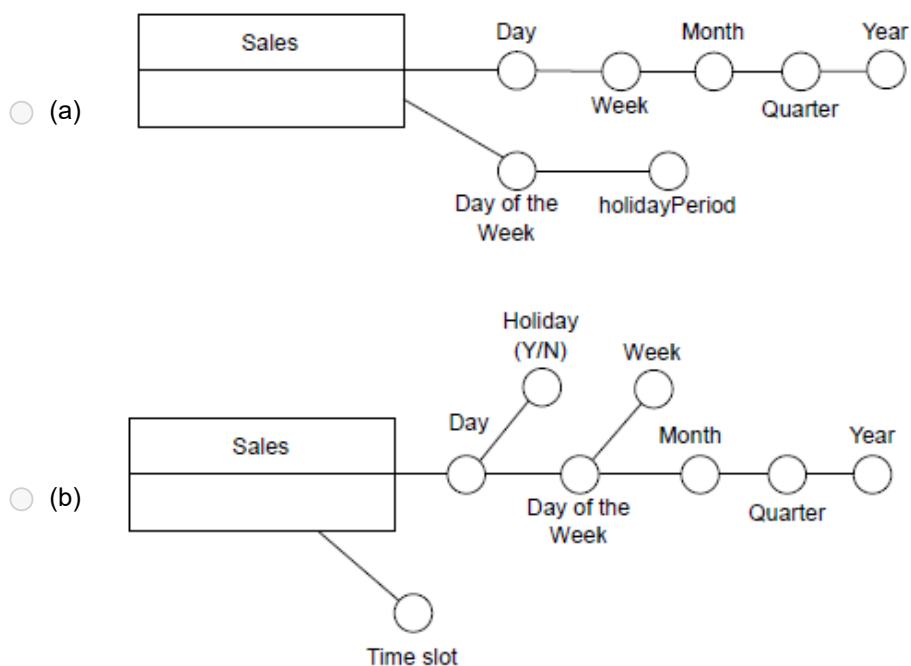 Sales
Day
Month
Year
Week
Quarter
(a)
Day of the
Week
holidayPeriod
Holiday
(Y/N)
Week
Day
Sales
Month
Year
(b)
Day of the
Week
Quarter
Time slot